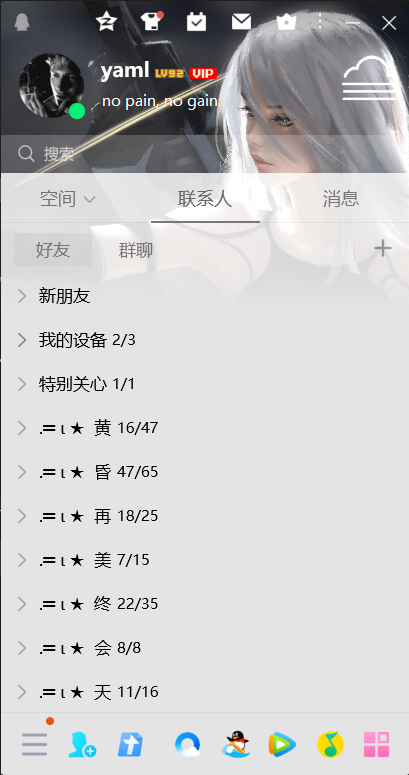 yaml LV92 VIP
no pain, no gain
搜索
空间 联系人 消息
好友 群聊
新朋友
我的设备 2/3
特别关心 1/1
.＝ι★ 黄 16/47
.＝ι★ 昏 47/65
.＝ι★ 再 18/25
.＝ι★ 美 7/15
.＝ι★ 终 22/35
.＝ι★ 会 8/8
.＝ι★ 天 11/16